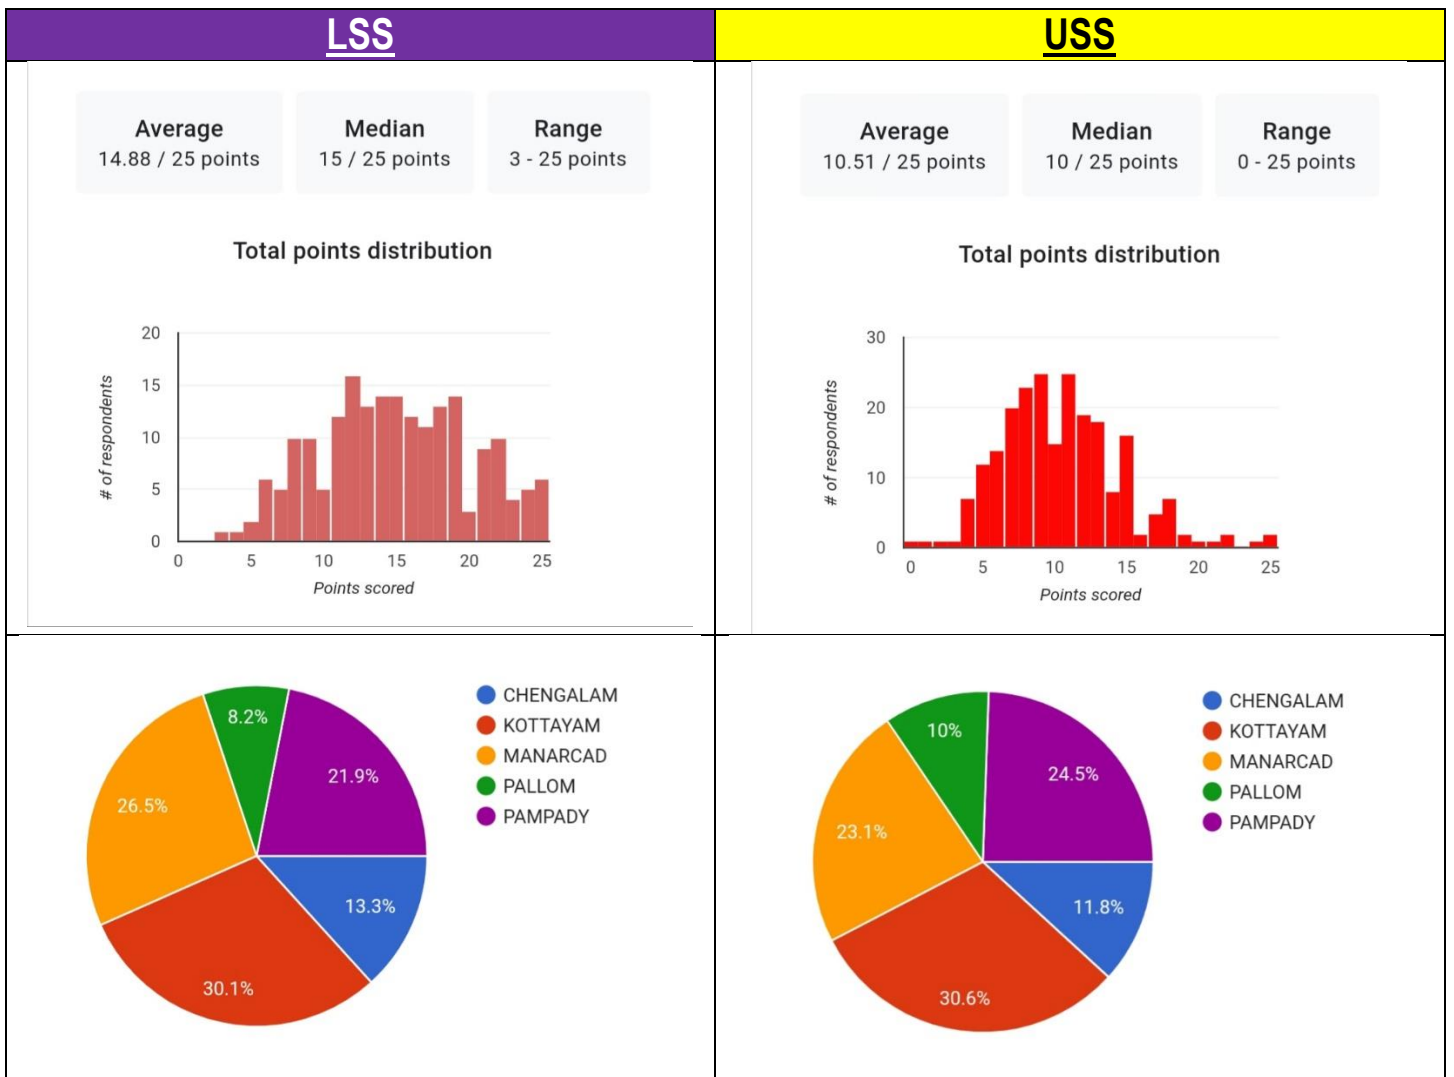 LSS
USS
Average
14.88 / 25 points
Median
15 / 25 points
Range
3 - 25 points
Total points distribution
20
15
10
5
0
# of respondents
0 5 10 15 20 25
Points scored
Average
10.51 / 25 points
Median
10 / 25 points
Range
0 - 25 points
Total points distribution
30
20
10
0
# of respondents
0 5 10 15 20 25
Points scored
8.2%
21.9%
26.5%
13.3%
30.1%
CHENGALAM
KOTTAYAM
MANARCAD
PALLOM
PAMPADY
10%
24.5%
23.1%
11.8%
30.6%
CHENGALAM
KOTTAYAM
MANARCAD
PALLOM
PAMPADY